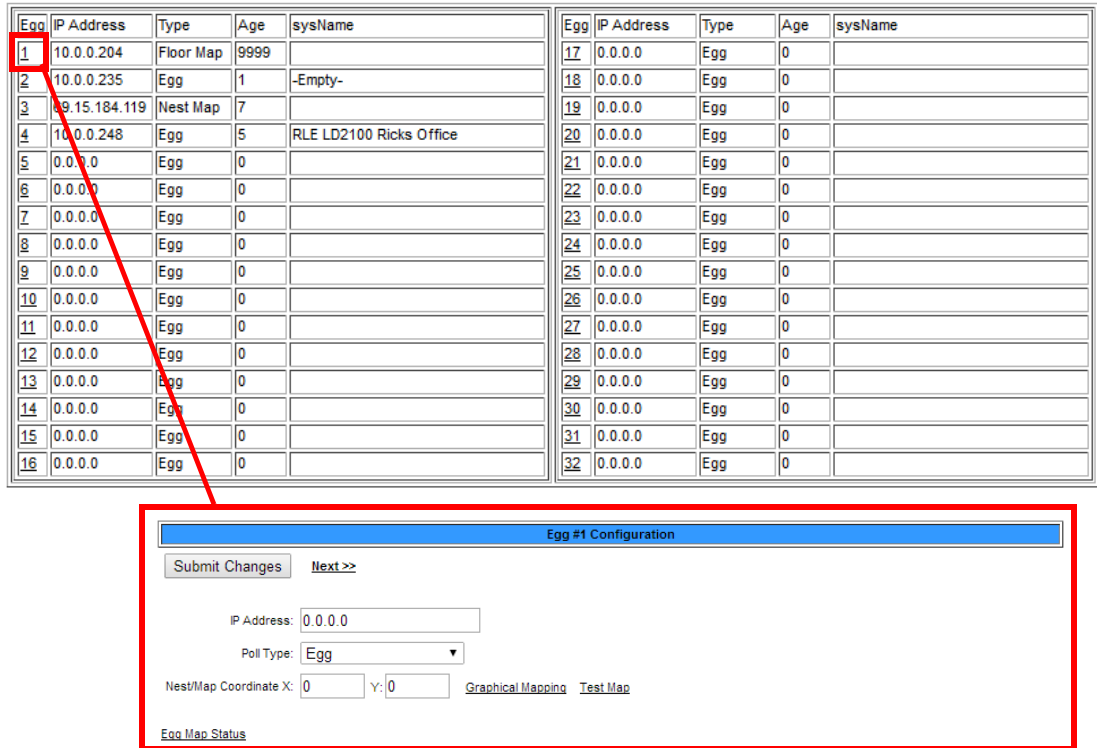 Egg IP Address Type Age sysName
1 10.0.0.204 Floor Map 9999
2 10.0.0.235 Egg 1 -Empty-
3 69.15.184.119 Nest Map 7
4 10.0.0.248 Egg 5 RLE LD2100 Ricks Office
5 0.0.0.0 Egg 0
6 0.0.0.0 Egg 0
7 0.0.0.0 Egg 0
8 0.0.0.0 Egg 0
9 0.0.0.0 Egg 0
10 0.0.0.0 Egg 0
11 0.0.0.0 Egg 0
12 0.0.0.0 Egg 0
13 0.0.0.0 Egg 0
14 0.0.0.0 Egg 0
15 0.0.0.0 Egg 0
16 0.0.0.0 Egg 0
Egg IP Address Type Age sysName
17 0.0.0.0 Egg 0
18 0.0.0.0 Egg 0
19 0.0.0.0 Egg 0
20 0.0.0.0 Egg 0
21 0.0.0.0 Egg 0
22 0.0.0.0 Egg 0
23 0.0.0.0 Egg 0
24 0.0.0.0 Egg 0
25 0.0.0.0 Egg 0
26 0.0.0.0 Egg 0
27 0.0.0.0 Egg 0
28 0.0.0.0 Egg 0
29 0.0.0.0 Egg 0
30 0.0.0.0 Egg 0
31 0.0.0.0 Egg 0
32 0.0.0.0 Egg 0
Egg #1 Configuration
Submit Changes Next >>
IP Address: 0.0.0.0
Poll Type: Egg
Nest/Map Coordinate X: 0 Y: 0 Graphical Mapping Test Map
Egg Map Status